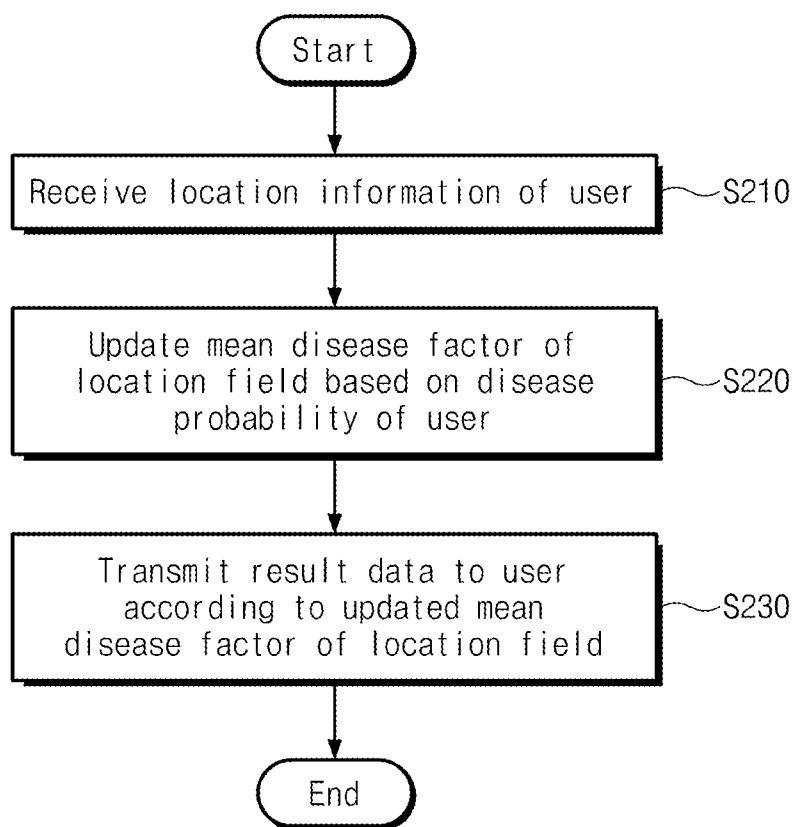 Start
Receive location information of user
S210
Update mean disease factor of
location field based on disease
probability of user
S220
Transmit result data to user
according to updated mean
disease factor of location field
S230
End